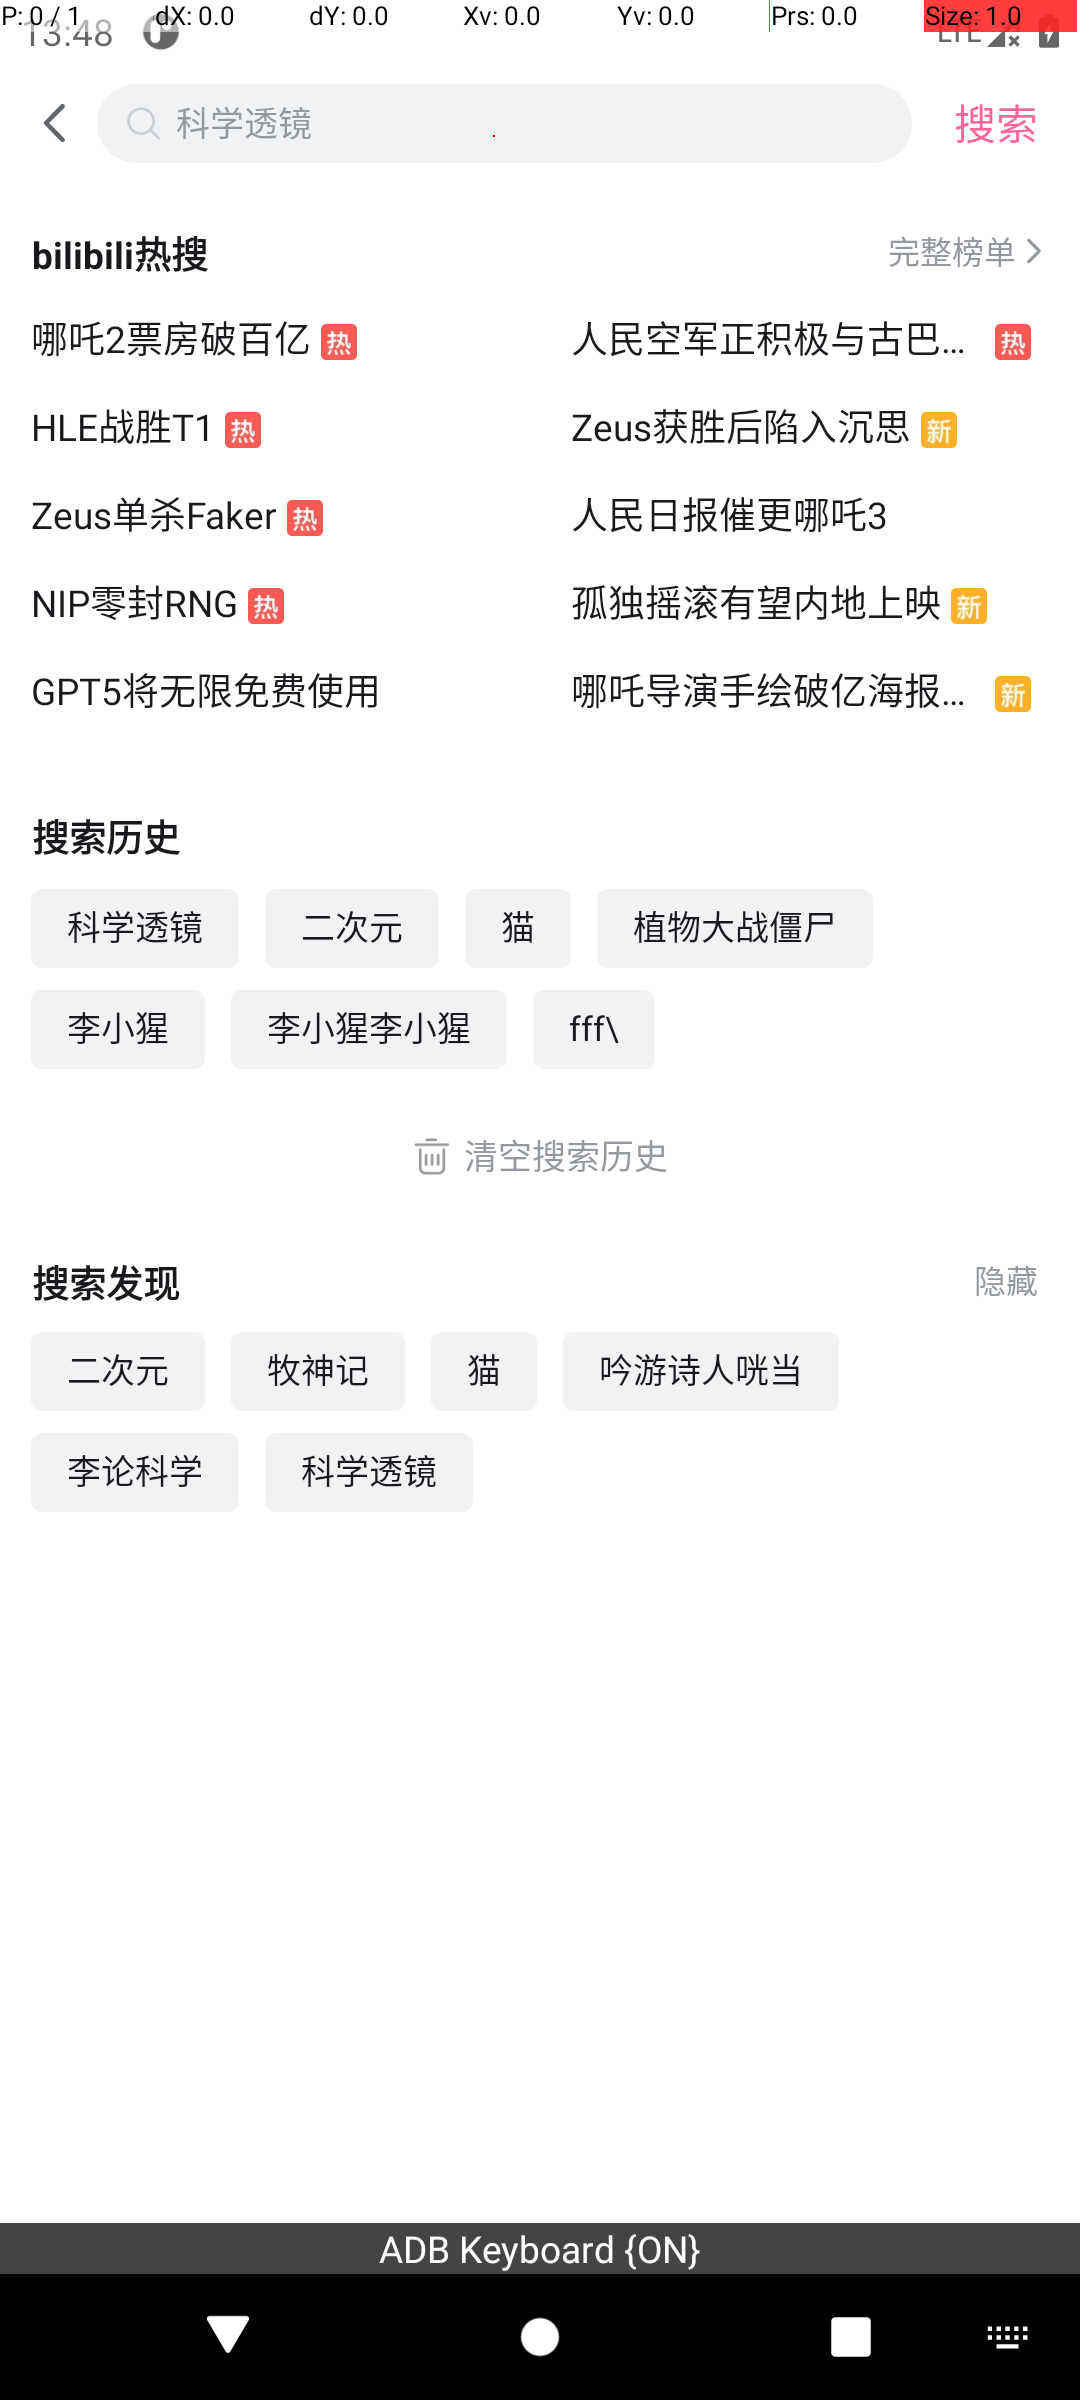 P: 0 / 1 dX: 0.0 dY: 0.0 Xv: 0.0 Yv: 0.0 Prs: 0.0 Size: 1.0
13:48 LTE
科学透镜 搜索
bilibili热搜 完整榜单
哪吒2票房破百亿 热 人民空军正积极与古巴... 热
HLE战胜T1 热 Zeus获胜后陷入沉思 新
Zeus单杀Faker 热 人民日报催更哪吒3
NIP零封RNG 热 孤独摇滚有望内地上映 新
GPT5将无限免费使用 哪吒导演手绘破亿海报... 新
搜索历史
科学透镜 二次元 猫 植物大战僵尸
李小猩 李小猩李小猩 fff\
清空搜索历史
搜索发现 隐藏
二次元 牧神记 猫 吟游诗人咣当
李论科学 科学透镜
ADB Keyboard {ON}